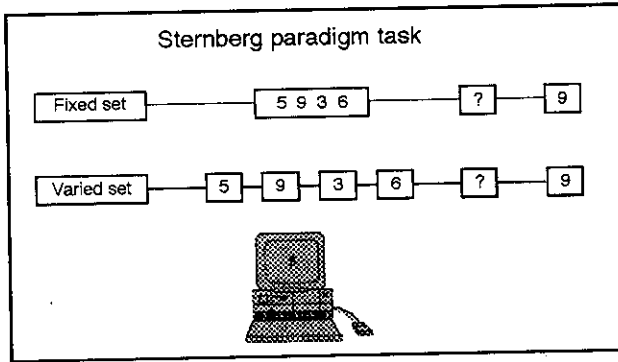 Sternberg paradigm task
Fixed set 5 9 3 6 ? 9
Varied set 5 9 3 6 ? 9